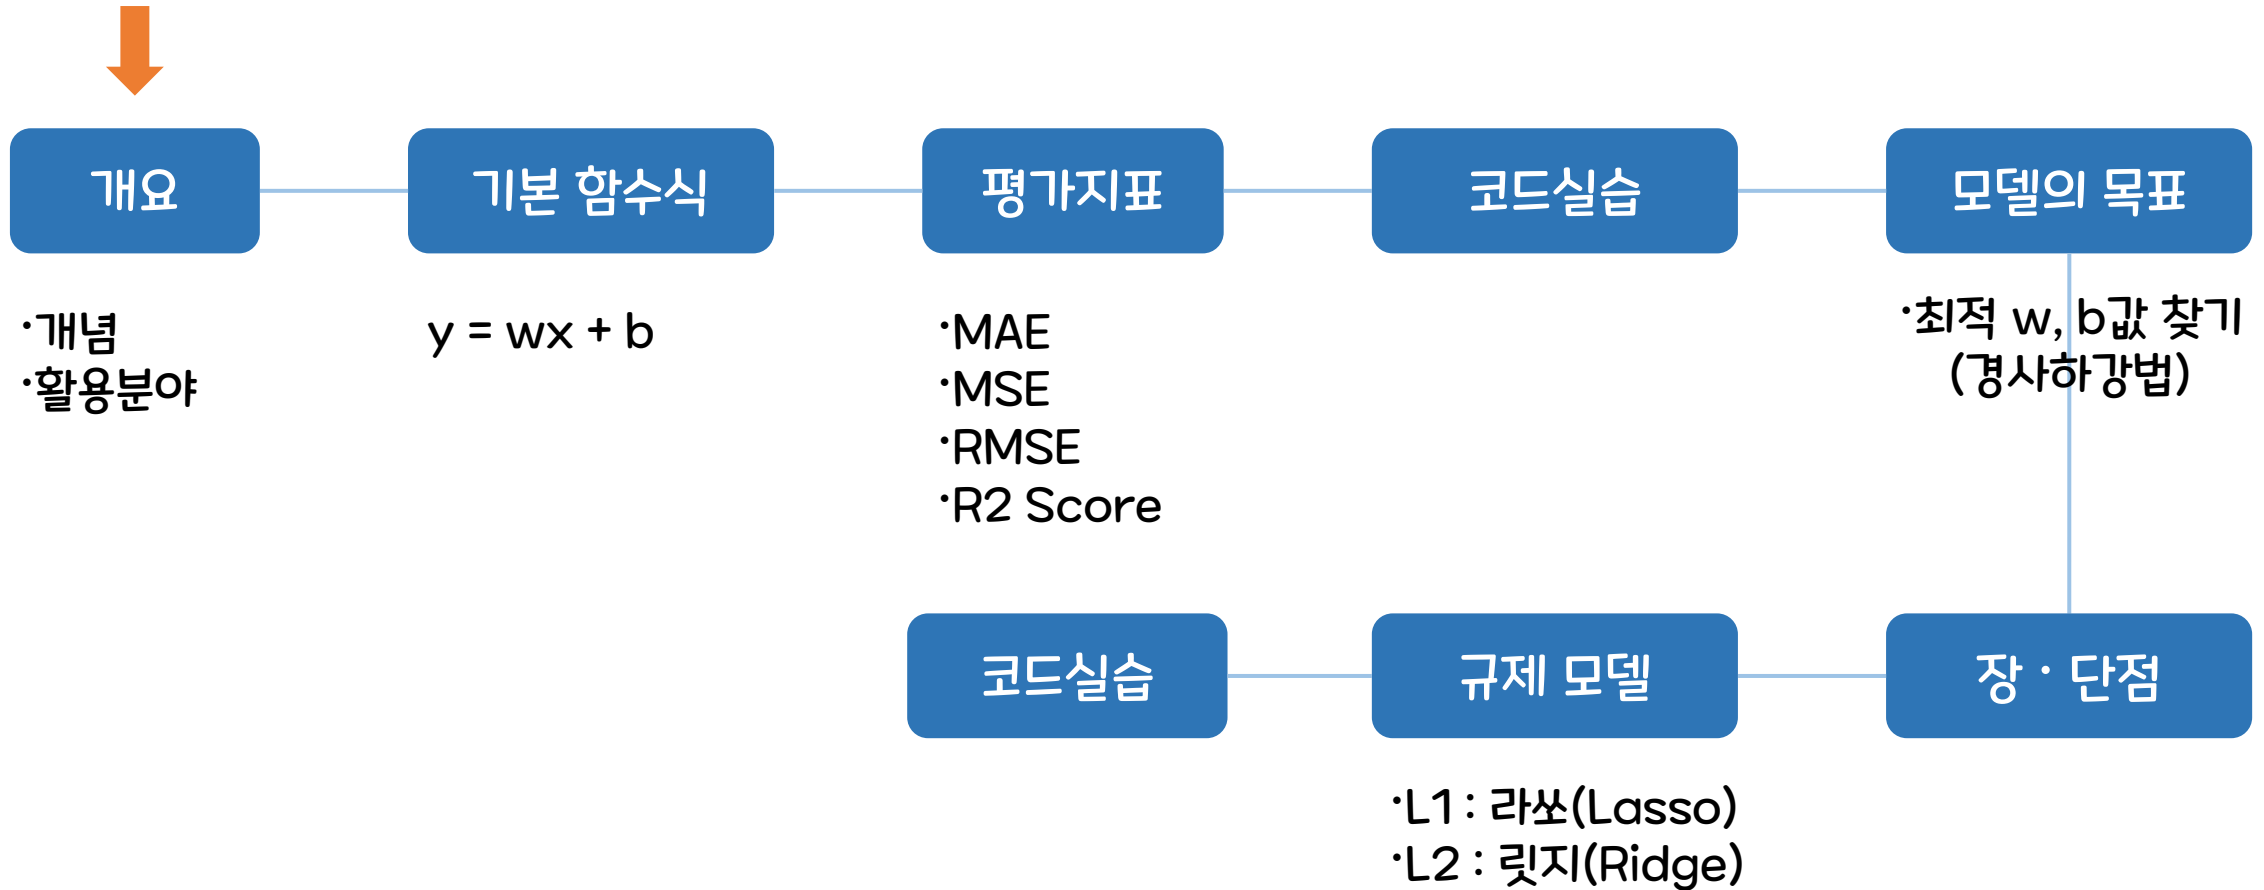 개요
기본 함수식
평가지표
코드실습
모델의 목표
·개념
·활용분야
y = wx + b
·MAE
·MSE
·RMSE
·R2 Score
·최적 w, b값 찾기
(경사하강법)
장 · 단점
규제 모델
코드실습
·L1 : 라쏘(Lasso)
·L2 : 릿지(Ridge)